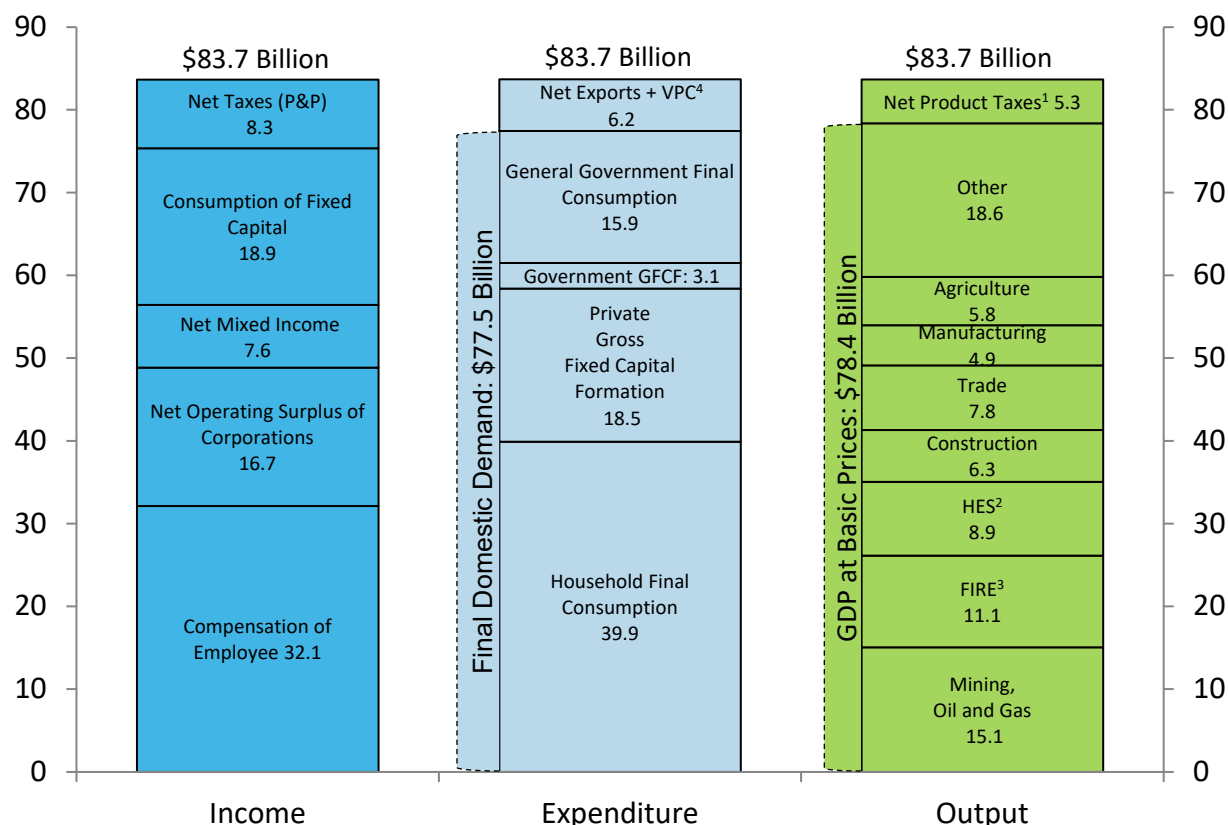 90
80
70
60
50
40
30
20
10
0
$83.7 Billion
Net Taxes (P&P)
8.3
Consumption of Fixed
Capital
18.9
Net Mixed Income
7.6
Net Operating Surplus of
Corporations
16.7
Compensation of
Employee 32.1
Income
Final Domestic Demand: $77.5 Billion
$83.7 Billion
Net Exports + VPC⁴
6.2
General Government Final
Consumption
15.9
Government GFCF: 3.1
Private
Gross
Fixed Capital
Formation
18.5
Household Final
Consumption
39.9
Expenditure
GDP at Basic Prices: $78.4 Billion
$83.7 Billion
Net Product Taxes¹ 5.3
Other
18.6
Agriculture
5.8
Manufacturing
4.9
Trade
7.8
Construction
6.3
HES²
8.9
FIRE³
11.1
Mining,
Oil and Gas
15.1
Output
90
80
70
60
50
40
30
20
10
0